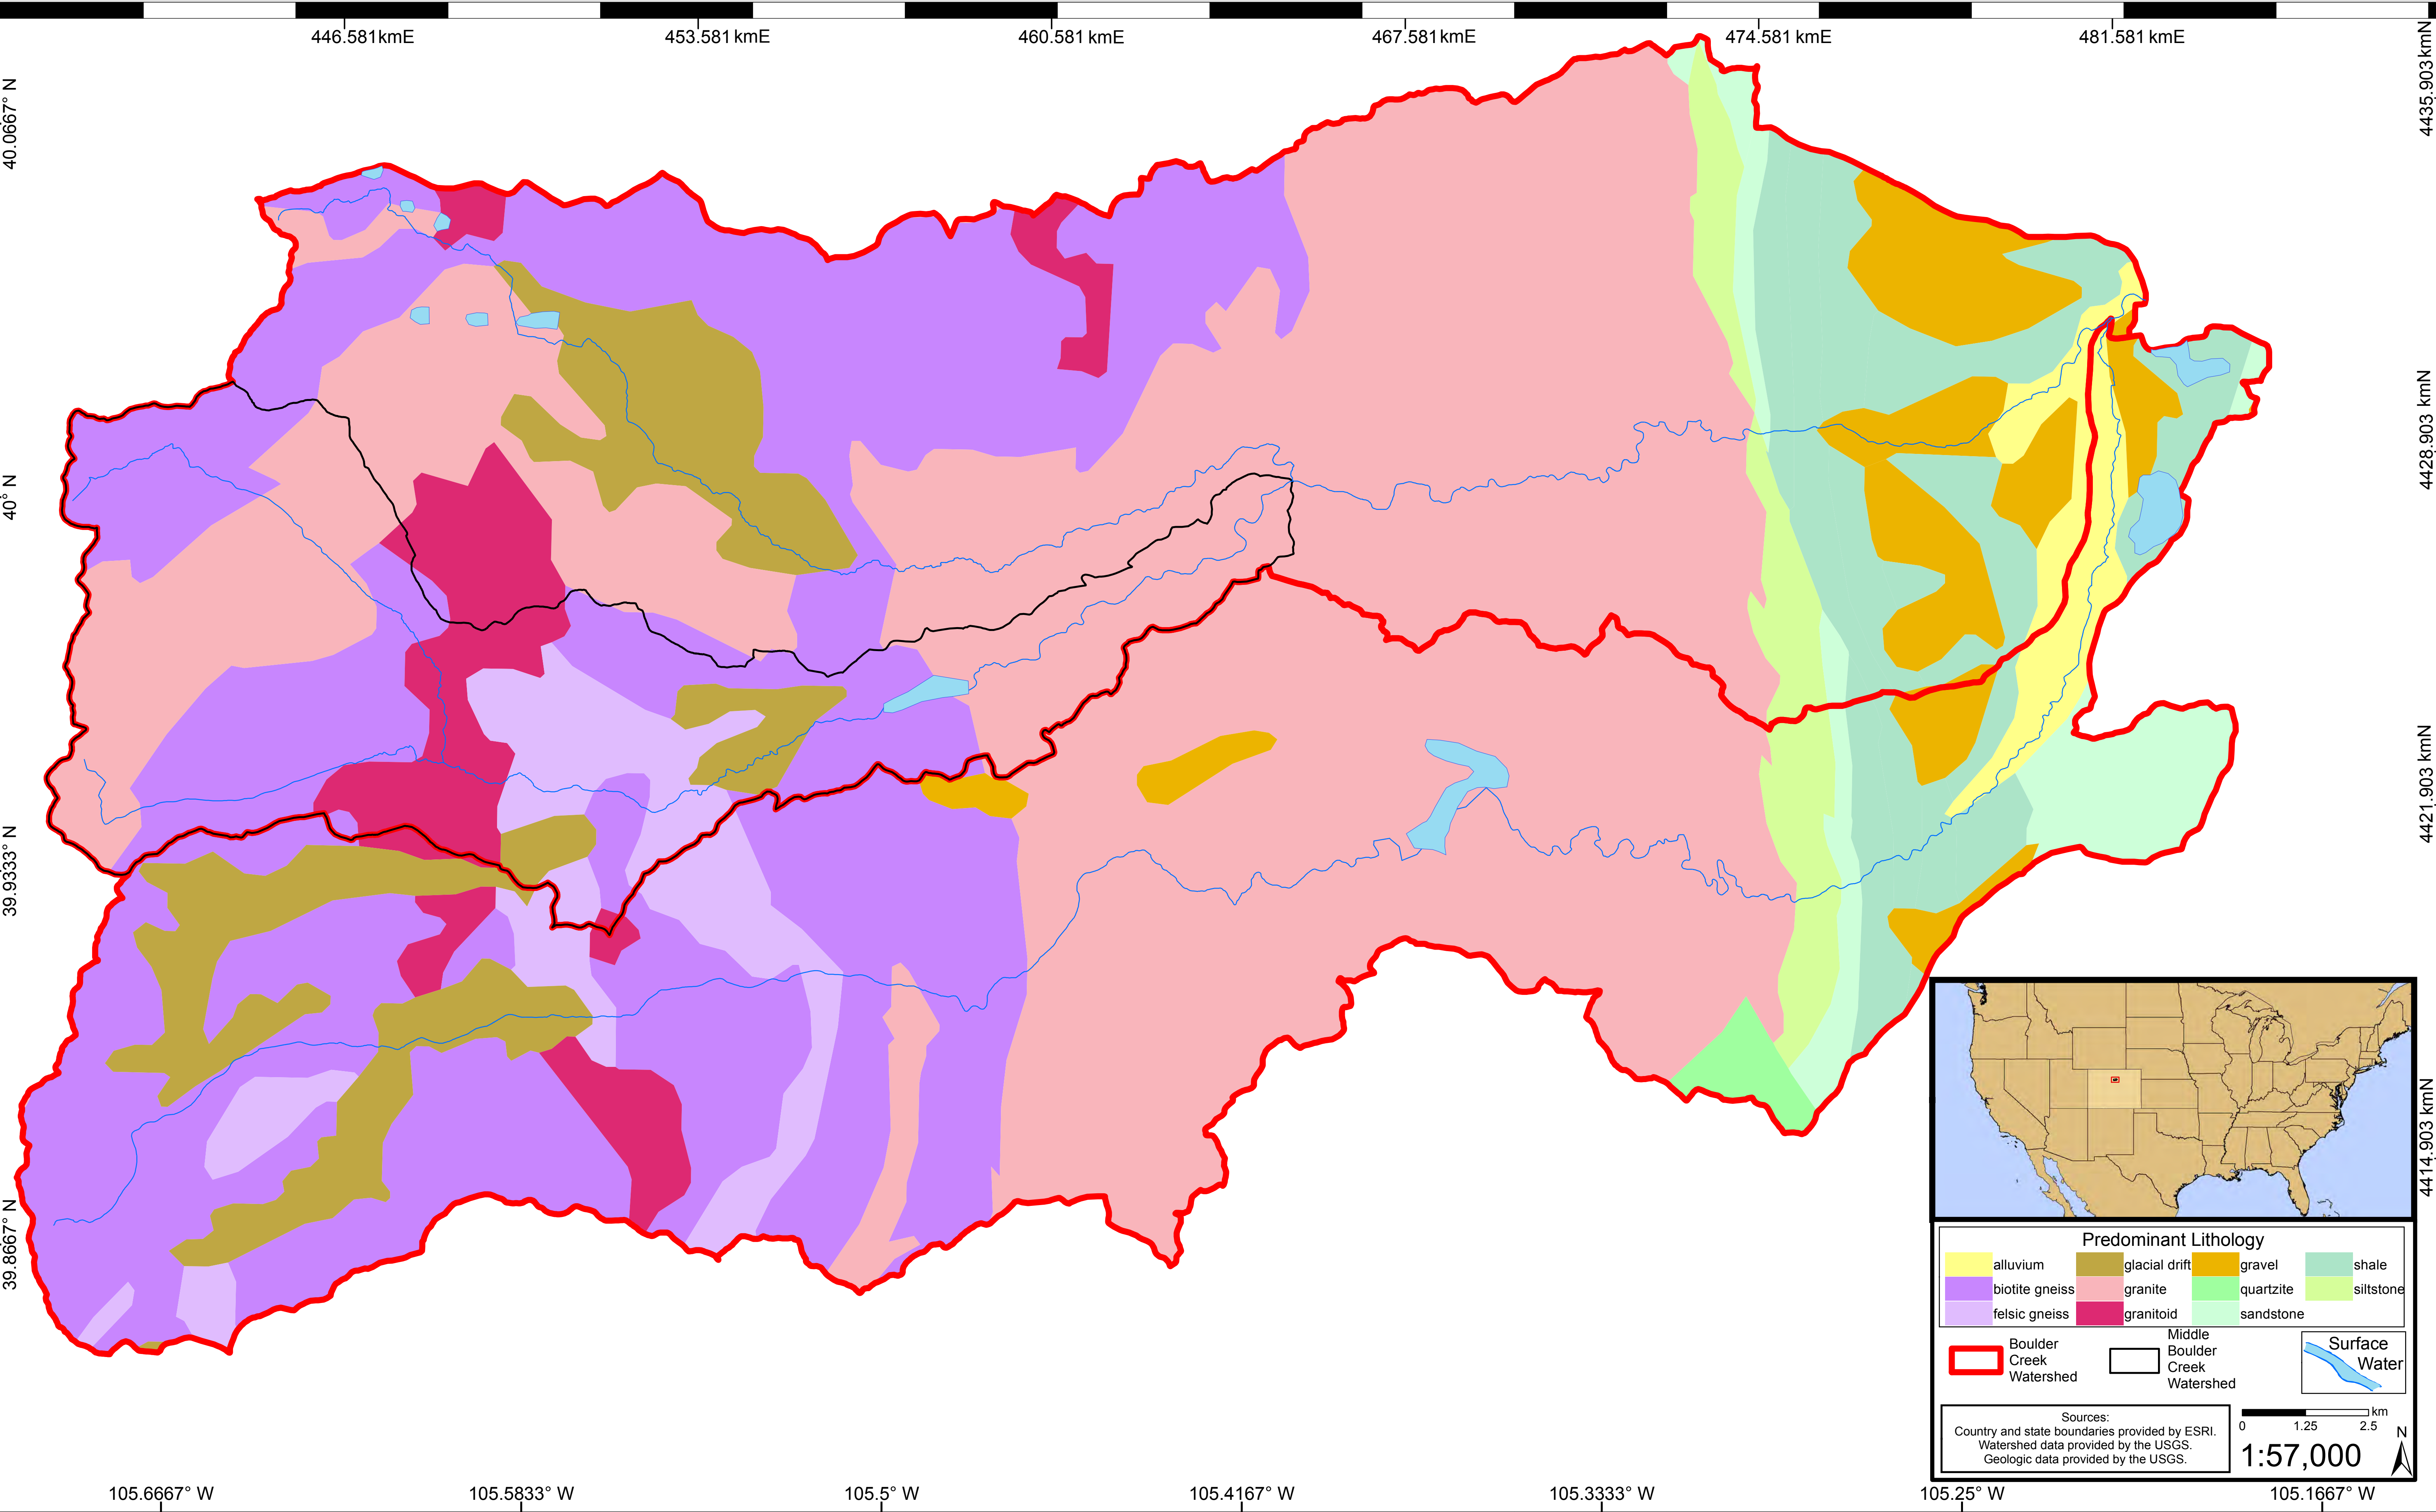 446.581 kmE
453.581 kmE
460.581 kmE
467.581 kmE
474.581 kmE
481.581 kmE
40.0667° N
40° N
39.9333° N
39.8667° N
4435.903 kmN
4428.903 kmN
4421.903 kmN
4414.903 kmN
Predominant Lithology
alluvium
glacial drift
gravel
shale
biotite gneiss
granite
quartzite
siltstone
felsic gneiss
granitoid
sandstone
Boulder
Creek
Watershed
Middle
Boulder
Creek
Watershed
Surface
Water
Sources:
Country and state boundaries provided by ESRI.
Watershed data provided by the USGS.
Geologic data provided by the USGS.
km
0 1.25 2.5
1:57,000
N
105.6667° W
105.5833° W
105.5° W
105.4167° W
105.3333° W
105.25° W
105.1667° W